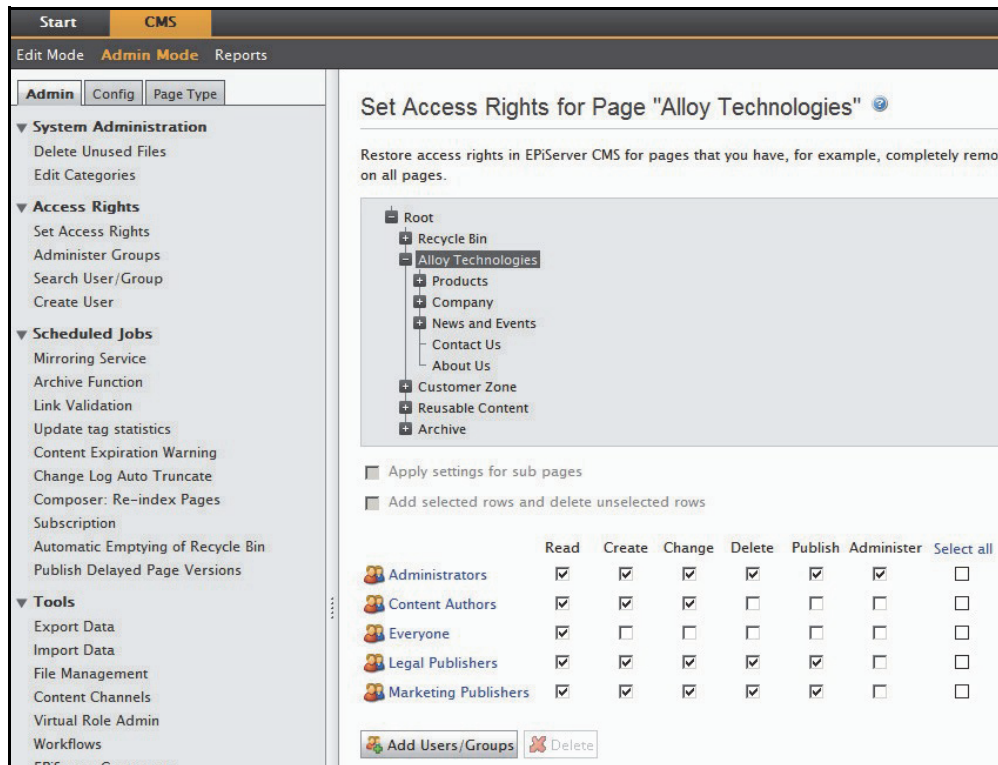 Start CMS
Edit Mode Admin Mode Reports
Admin Config Page Type
System Administration
Delete Unused Files
Edit Categories
Access Rights
Set Access Rights
Administer Groups
Search User/Group
Create User
Scheduled Jobs
Mirroring Service
Archive Function
Link Validation
Update tag statistics
Content Expiration Warning
Change Log Auto Truncate
Composer: Re-index Pages
Subscription
Automatic Emptying of Recycle Bin
Publish Delayed Page Versions
Tools
Export Data
Import Data
File Management
Content Channels
Virtual Role Admin
Workflows
Set Access Rights for Page "Alloy Technologies"
Restore access rights in EPiServer CMS for pages that you have, for example, completely remo
on all pages.
Root
Recycle Bin
Alloy Technologies
Products
Company
News and Events
Contact Us
About Us
Customer Zone
Reusable Content
Archive
Apply settings for sub pages
Add selected rows and delete unselected rows
Read Create Change Delete Publish Administer Select all
Administrators
Content Authors
Everyone
Legal Publishers
Marketing Publishers
Add Users/Groups Delete